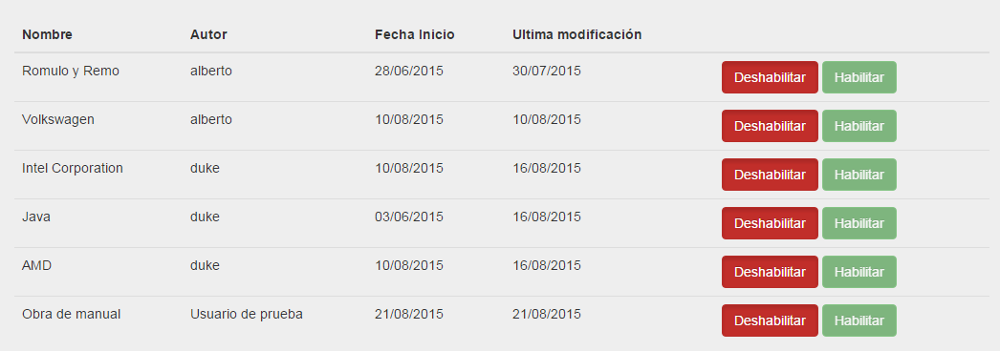 Nombre Autor Fecha Inicio Ultima modificación
Romulo y Remo alberto 28/06/2015 30/07/2015 Deshabilitar Habilitar
Volkswagen alberto 10/08/2015 10/08/2015 Deshabilitar Habilitar
Intel Corporation duke 10/08/2015 16/08/2015 Deshabilitar Habilitar
Java duke 03/06/2015 16/08/2015 Deshabilitar Habilitar
AMD duke 10/08/2015 16/08/2015 Deshabilitar Habilitar
Obra de manual Usuario de prueba 21/08/2015 21/08/2015 Deshabilitar Habilitar